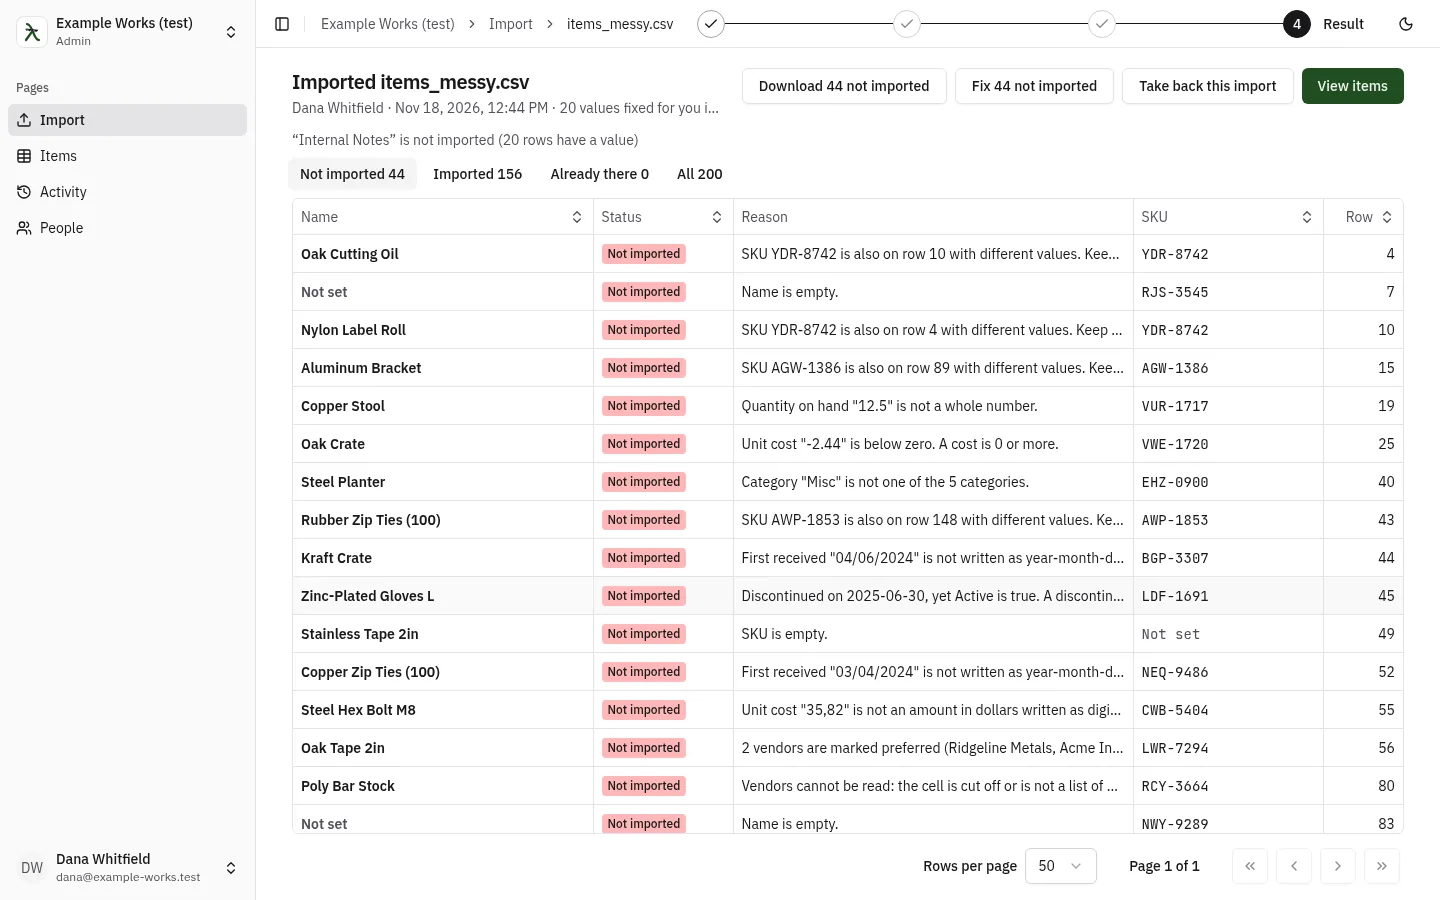 Example Works (test)
Admin
Pages
Import
Items
Activity
People
DW
Dana Whitfield
dana@example-works.test
Example Works (test) Import items_messy.csv 4 Result
Imported items_messy.csv
Dana Whitfield · Nov 18, 2026, 12:44 PM · 20 values fixed for you i…
Download 44 not imported Fix 44 not imported Take back this import View items
“Internal Notes” is not imported (20 rows have a value)
Not imported 44 Imported 156 Already there 0 All 200
Name Status Reason SKU Row
Oak Cutting Oil Not imported SKU YDR-8742 is also on row 10 with different values. Kee… YDR-8742 4
Not set Not imported Name is empty. RJS-3545 7
Nylon Label Roll Not imported SKU YDR-8742 is also on row 4 with different values. Keep … YDR-8742 10
Aluminum Bracket Not imported SKU AGW-1386 is also on row 89 with different values. Kee… AGW-1386 15
Copper Stool Not imported Quantity on hand "12.5" is not a whole number. VUR-1717 19
Oak Crate Not imported Unit cost "-2.44" is below zero. A cost is 0 or more. VWE-1720 25
Steel Planter Not imported Category "Misc" is not one of the 5 categories. EHZ-0900 40
Rubber Zip Ties (100) Not imported SKU AWP-1853 is also on row 148 with different values. Ke… AWP-1853 43
Kraft Crate Not imported First received "04/06/2024" is not written as year-month-d… BGP-3307 44
Zinc-Plated Gloves L Not imported Discontinued on 2025-06-30, yet Active is true. A discontin… LDF-1691 45
Stainless Tape 2in Not imported SKU is empty. Not set 49
Copper Zip Ties (100) Not imported First received "03/04/2024" is not written as year-month-d… NEQ-9486 52
Steel Hex Bolt M8 Not imported Unit cost "35,82" is not an amount in dollars written as digi… CWB-5404 55
Oak Tape 2in Not imported 2 vendors are marked preferred (Ridgeline Metals, Acme In… LWR-7294 56
Poly Bar Stock Not imported Vendors cannot be read: the cell is cut off or is not a list of … RCY-3664 80
Not set Not imported Name is empty. NWY-9289 83
Rows per page 50 Page 1 of 1